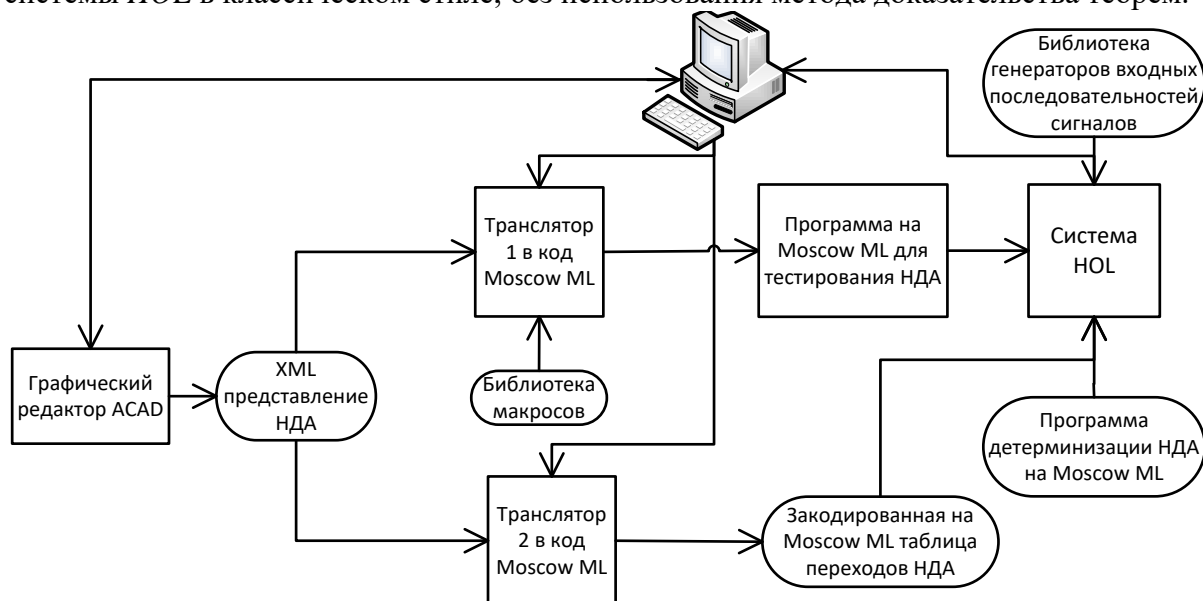 системы HOL в классическом стиле, без использования метода доказательства теорем.
Библиотека
генераторов входных
последовательностей
сигналов
Транслятор
1 в код
Moscow ML
Программа на
Moscow ML для
тестирования НДА
Система
HOL
Графический
редактор ACAD
XML
представление
НДА
Библиотека
макросов
Программа
детерминизации НДА
на Moscow ML
Транслятор
2 в код
Moscow ML
Закодированная на
Moscow ML таблица
переходов НДА